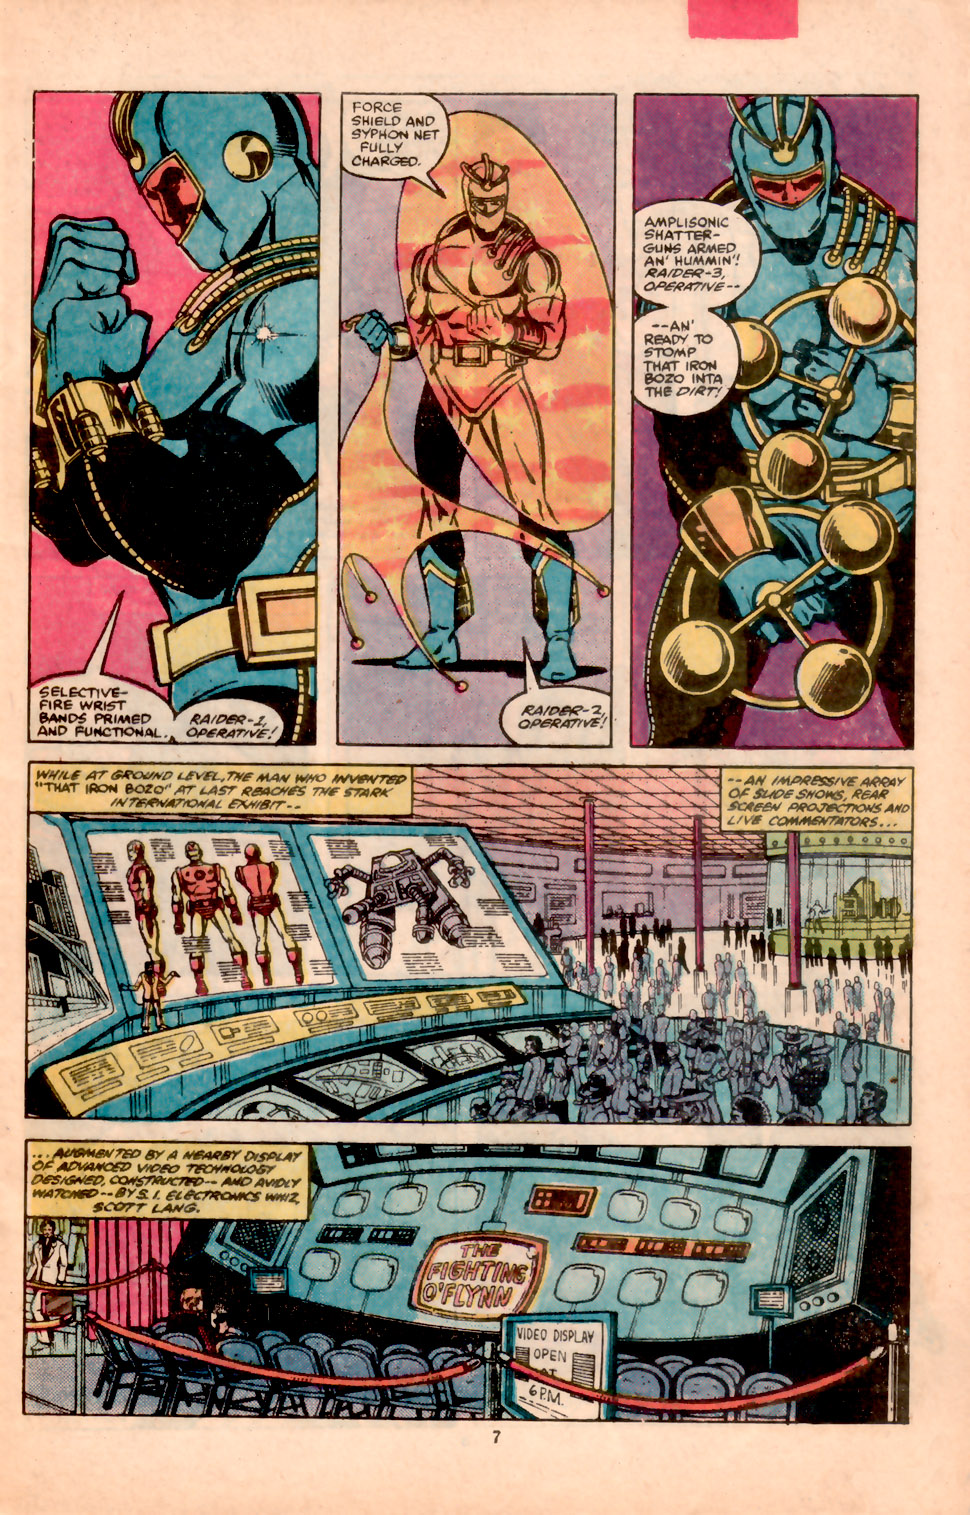 SELECTIVE-
FIRE WRIST
BANDS PRIMED
AND FUNCTIONAL.
RAIDER-1,
OPERATIVE!
FORCE
SHIELD AND
SYPHON NET
FULLY
CHARGED.
RAIDER-2,
OPERATIVE!
AMPLISONIC
SHATTER-
GUNS ARMED
AN' HUMMIN'!
RAIDER-3,
OPERATIVE--
--AN'
READY TO
STOMP
THAT IRON
BOZO INTA
THE DIRT!
WHILE AT GROUND LEVEL, THE MAN WHO INVENTED
"THAT IRON BOZO" AT LAST REACHES THE STARK
INTERNATIONAL EXHIBIT--
--AN IMPRESSIVE ARRAY
OF SLIDE SHOWS, REAR
SCREEN PROJECTIONS AND
LIVE COMMENTATORS...
...AUGMENTED BY A NEARBY DISPLAY
OF ADVANCED VIDEO TECHNOLOGY
DESIGNED, CONSTRUCTED--AND AVIDLY
WATCHED--BY S.I. ELECTRONICS WHIZ,
SCOTT LANG.
THE
FIGHTING
O'FLYNN
VIDEO DISPLAY
OPEN
AT
6 P.M.
7